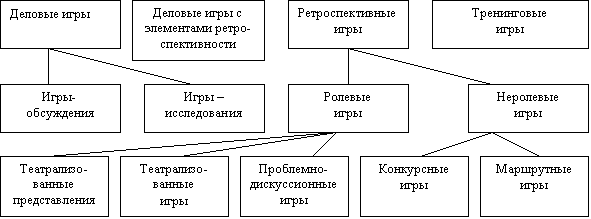 Деловые игры
Деловые игры с
элементами ретро-
спективности
Ретроспективные
игры
Тренинговые
игры
Игры-
обсуждения
Игры –
исследования
Ролевые
игры
Неролевые
игры
Театрализо-
ванные
представления
Театрализо-
ванные
игры
Проблемно-
дискуссионные
игры
Конкурсные
игры
Маршрутные
игры